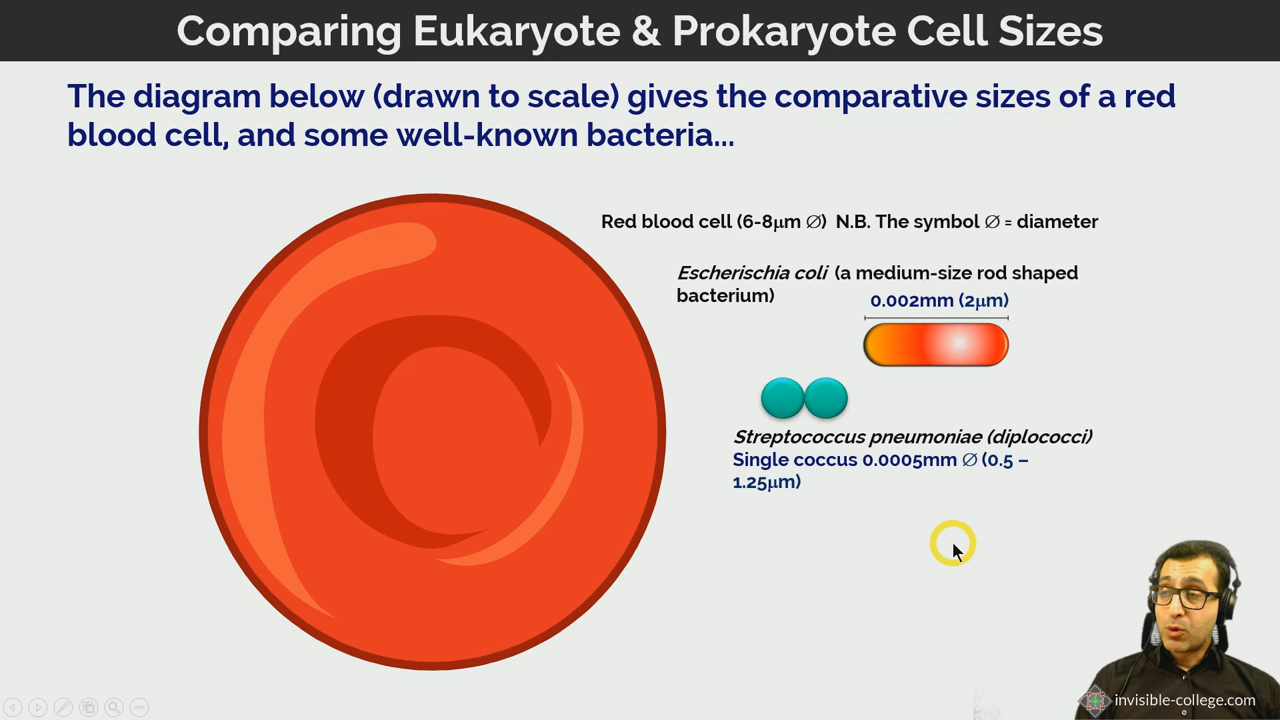 Comparing Eukaryote & Prokaryote Cell Sizes
The diagram below (drawn to scale) gives the comparative sizes of a red
blood cell, and some well-known bacteria...
Red blood cell (6-8μm ∅) N.B. The symbol ∅ = diameter
Escherischia coli (a medium-size rod shaped
bacterium)
0.002mm (2μm)
Streptococcus pneumoniae (diplococci)
Single coccus 0.0005mm ∅ (0.5 –
1.25μm)
invisible-college.com